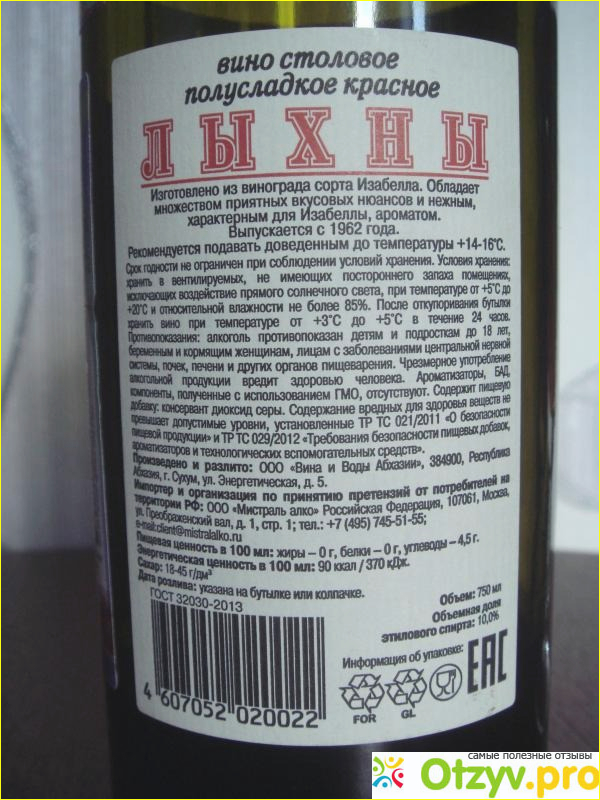 вино столовое
полусладкое красное
ЛЫХНЫ
Изготовлено из винограда сорта Изабелла. Обладает
множеством приятных вкусовых нюансов и нежным,
характерным для Изабеллы, ароматом.
Выпускается с 1962 года.
Рекомендуется подавать доведенным до температуры +14-16°С.
Срок годности не ограничен при соблюдении условий хранения. Условия хранения:
хранить в вентилируемых, не имеющих постороннего запаха помещениях,
исключающих воздействие прямого солнечного света, при температуре от +5°С до
+20°С и относительной влажности не более 85%. После откупоривания бутылки
хранить вино при температуре от +3°С до +5°С в течение 24 часов.
Противопоказания: алкоголь противопоказан детям и подросткам до 18 лет,
беременным и кормящим женщинам, лицам с заболеваниями центральной нервной
системы, почек, печени и других органов пищеварения. Чрезмерное употребление
алкогольной продукции вредит здоровью человека. Ароматизаторы, БАД,
компоненты, полученные с использованием ГМО, отсутствуют. Содержит пищевую
добавку: консервант диоксид серы. Содержание вредных для здоровья веществ не
превышает допустимые уровни, установленные ТР ТС 021/2011 «О безопасности
пищевой продукции» и ТР ТС 029/2012 «Требования безопасности пищевых добавок,
ароматизаторов и технологических вспомогательных средств».
Произведено и разлито: ООО «Вина и Воды Абхазии», 384900, Республика
Абхазия, г. Сухум, ул. Энергетическая, д. 5.
Импортер и организация по принятию претензий от потребителей на
территории РФ: ООО «Мистраль алко» Российская Федерация, 107061, Москва,
ул. Преображенский вал, д. 1, стр. 1; тел.: +7 (495) 745-51-55;
e-mail:client@mistralalko.ru
Пищевая ценность в 100 мл: жиры – 0 г, белки – 0 г, углеводы – 4,5 г.
Энергетическая ценность в 100 мл: 90 ккал / 370 кДж.
Сахар: 18-45 г/дм³
Дата розлива: указана на бутылке или колпачке.
ГОСТ 32030-2013
Объем: 750 мл
Объемная доля
этилового спирта: 10,0%
Информация об упаковке:
EAC
FOR
GL
4 607052 020022
самые полезные отзывы
Otzyv.pro